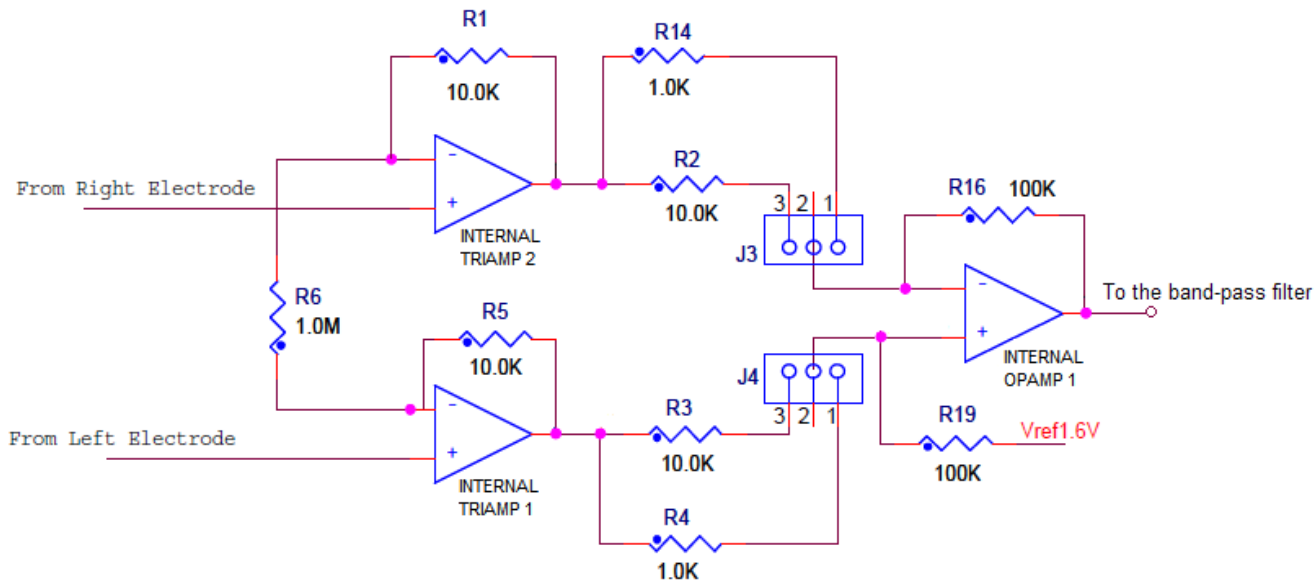 R1
10.0K
R14
1.0K
R2
10.0K
From Right Electrode
-
+
INTERNAL
TRIAMP 2
3 2 1
J3
R16 100K
-
+
INTERNAL
OPAMP 1
To the band-pass filter
R6
1.0M
R5
10.0K
-
+
From Left Electrode
INTERNAL
TRIAMP 1
J4
3 2 1
R3
10.0K
R4
1.0K
R19
100K
Vref1.6V